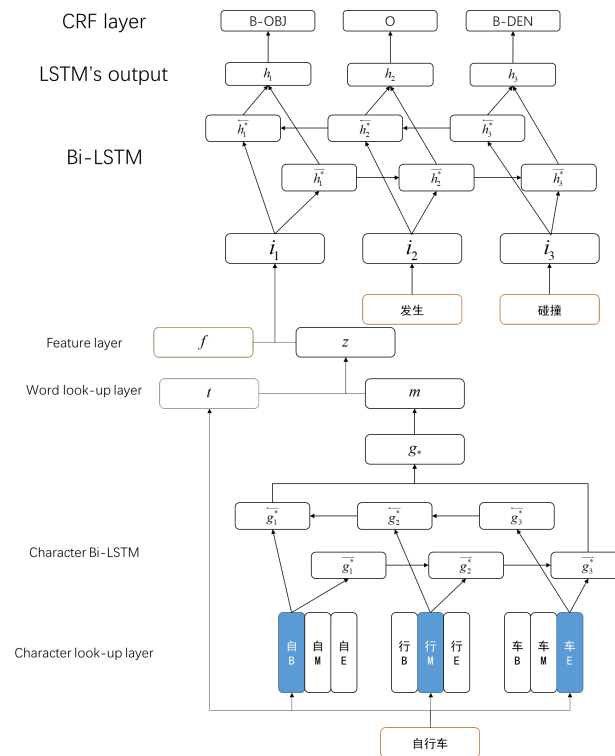 CRF layer B-OBJ O B-DEN
LSTM's output h₁ h₂ h₃
h₁* h₂* h₃*
Bi-LSTM
h₁* h₂* h₃*
i₁ i₂ i₃
发生 碰撞
Feature layer f z
Word look-up layer t m
g*
g₁* g₂* g₃*
Character Bi-LSTM
g₁* g₂* g₃*
Character look-up layer
自 自 自 行 行 行 车 车 车
B M E B M E B M E
自行车